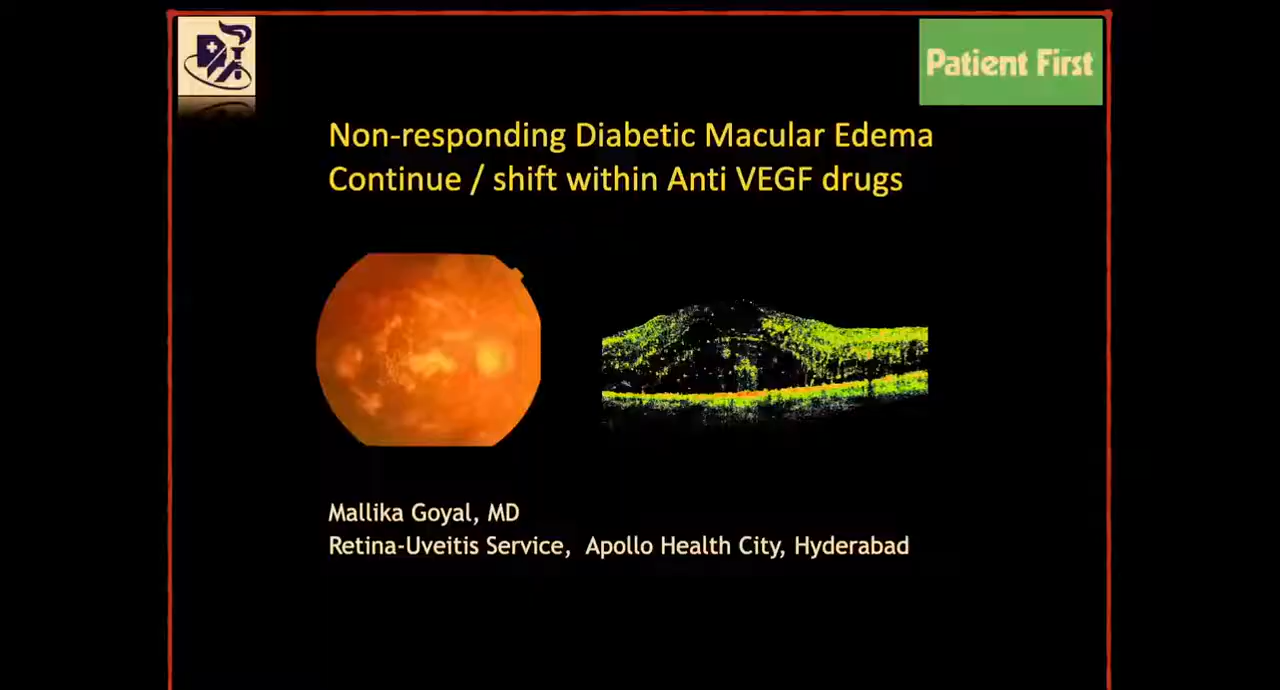 Patient First
Non-responding Diabetic Macular Edema
Continue / shift within Anti VEGF drugs
Mallika Goyal, MD
Retina-Uveitis Service, Apollo Health City, Hyderabad